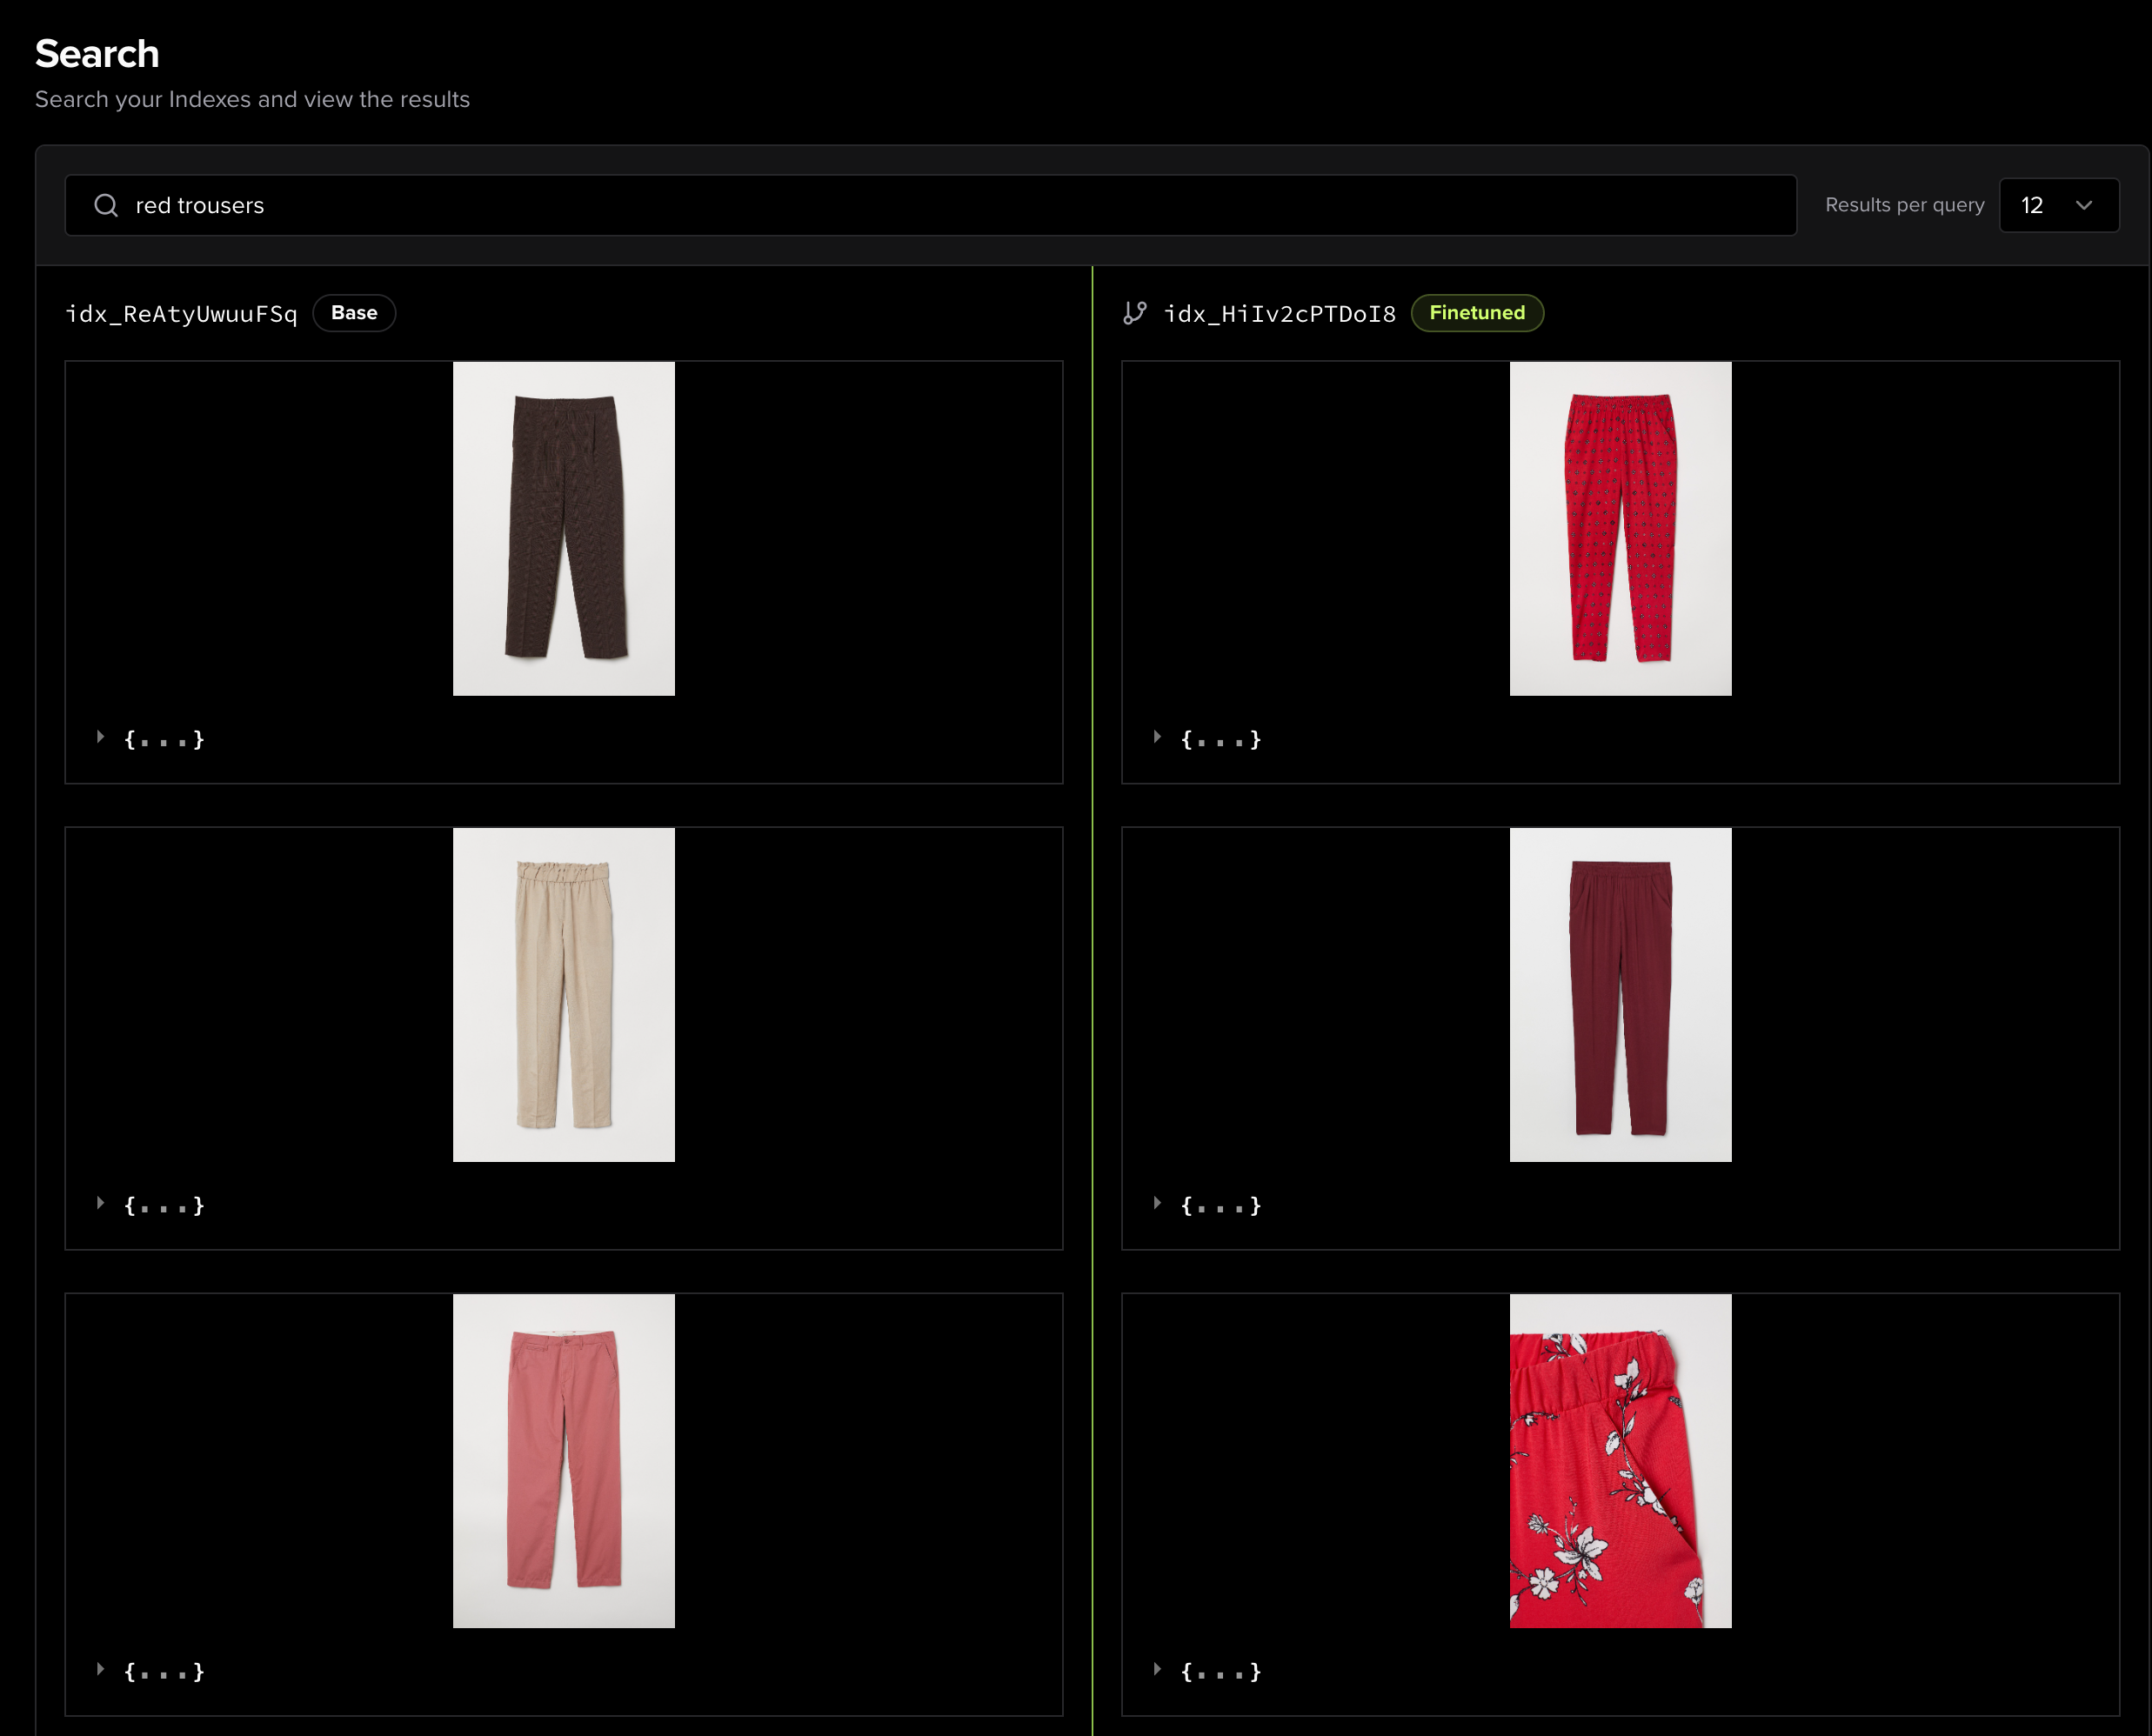 Search
Search your Indexes and view the results
red trousers
Results per query
12
idx_ReAtyUwuuFSq
Base
idx_HiIv2cPTDoI8
Finetuned
{...}
{...}
{...}
{...}
{...}
{...}